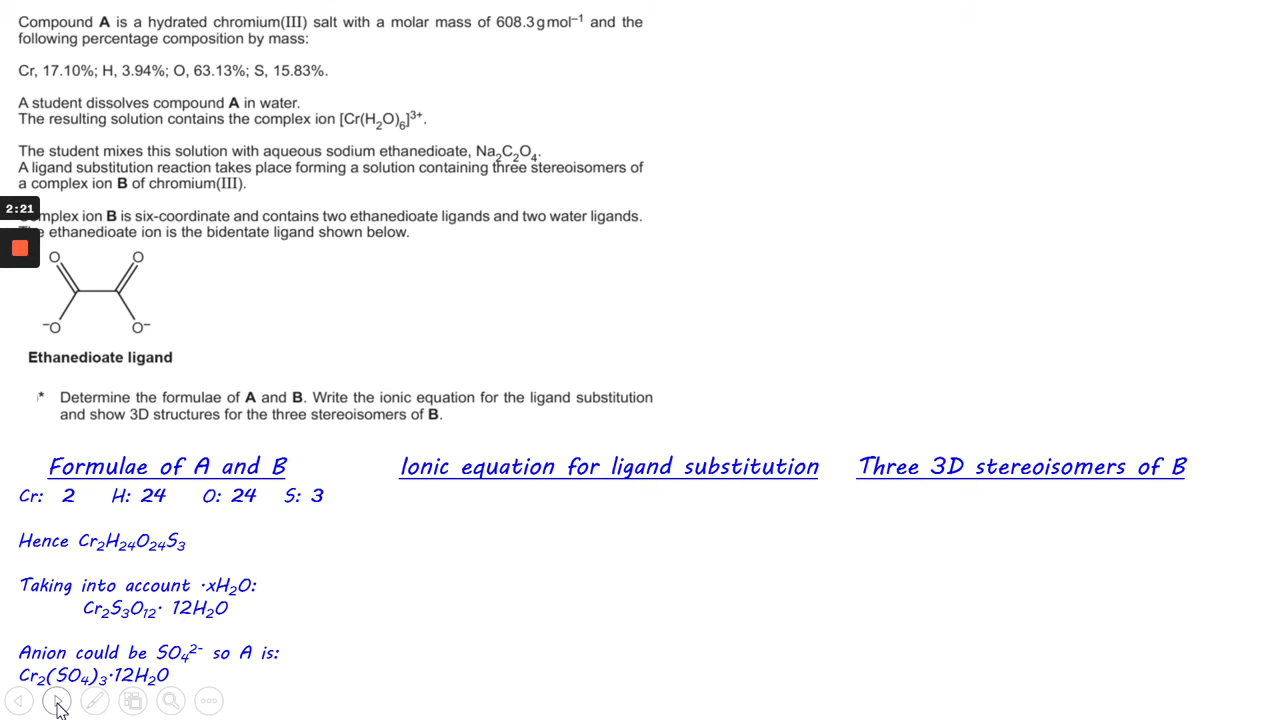 Compound A is a hydrated chromium(III) salt with a molar mass of 608.3 g mol⁻¹ and the
following percentage composition by mass:
Cr, 17.10%; H, 3.94%; O, 63.13%; S, 15.83%.
A student dissolves compound A in water.
The resulting solution contains the complex ion [Cr(H₂O)₆]³⁺.
The student mixes this solution with aqueous sodium ethanedioate, Na₂C₂O₄.
A ligand substitution reaction takes place forming a solution containing three stereoisomers of
a complex ion B of chromium(III).
2:21
mplex ion B is six-coordinate and contains two ethanedioate ligands and two water ligands.
e ethanedioate ion is the bidentate ligand shown below.
O O
⁻O O⁻
Ethanedioate ligand
* Determine the formulae of A and B. Write the ionic equation for the ligand substitution
and show 3D structures for the three stereoisomers of B.
Formulae of A and B Ionic equation for ligand substitution Three 3D stereoisomers of B
Cr: 2 H: 24 O: 24 S: 3
Hence Cr₂H₂₄O₂₄S₃
Taking into account ·xH₂O:
Cr₂S₃O₁₂· 12H₂O
Anion could be SO₄²⁻ so A is:
Cr₂(SO₄)₃·12H₂O